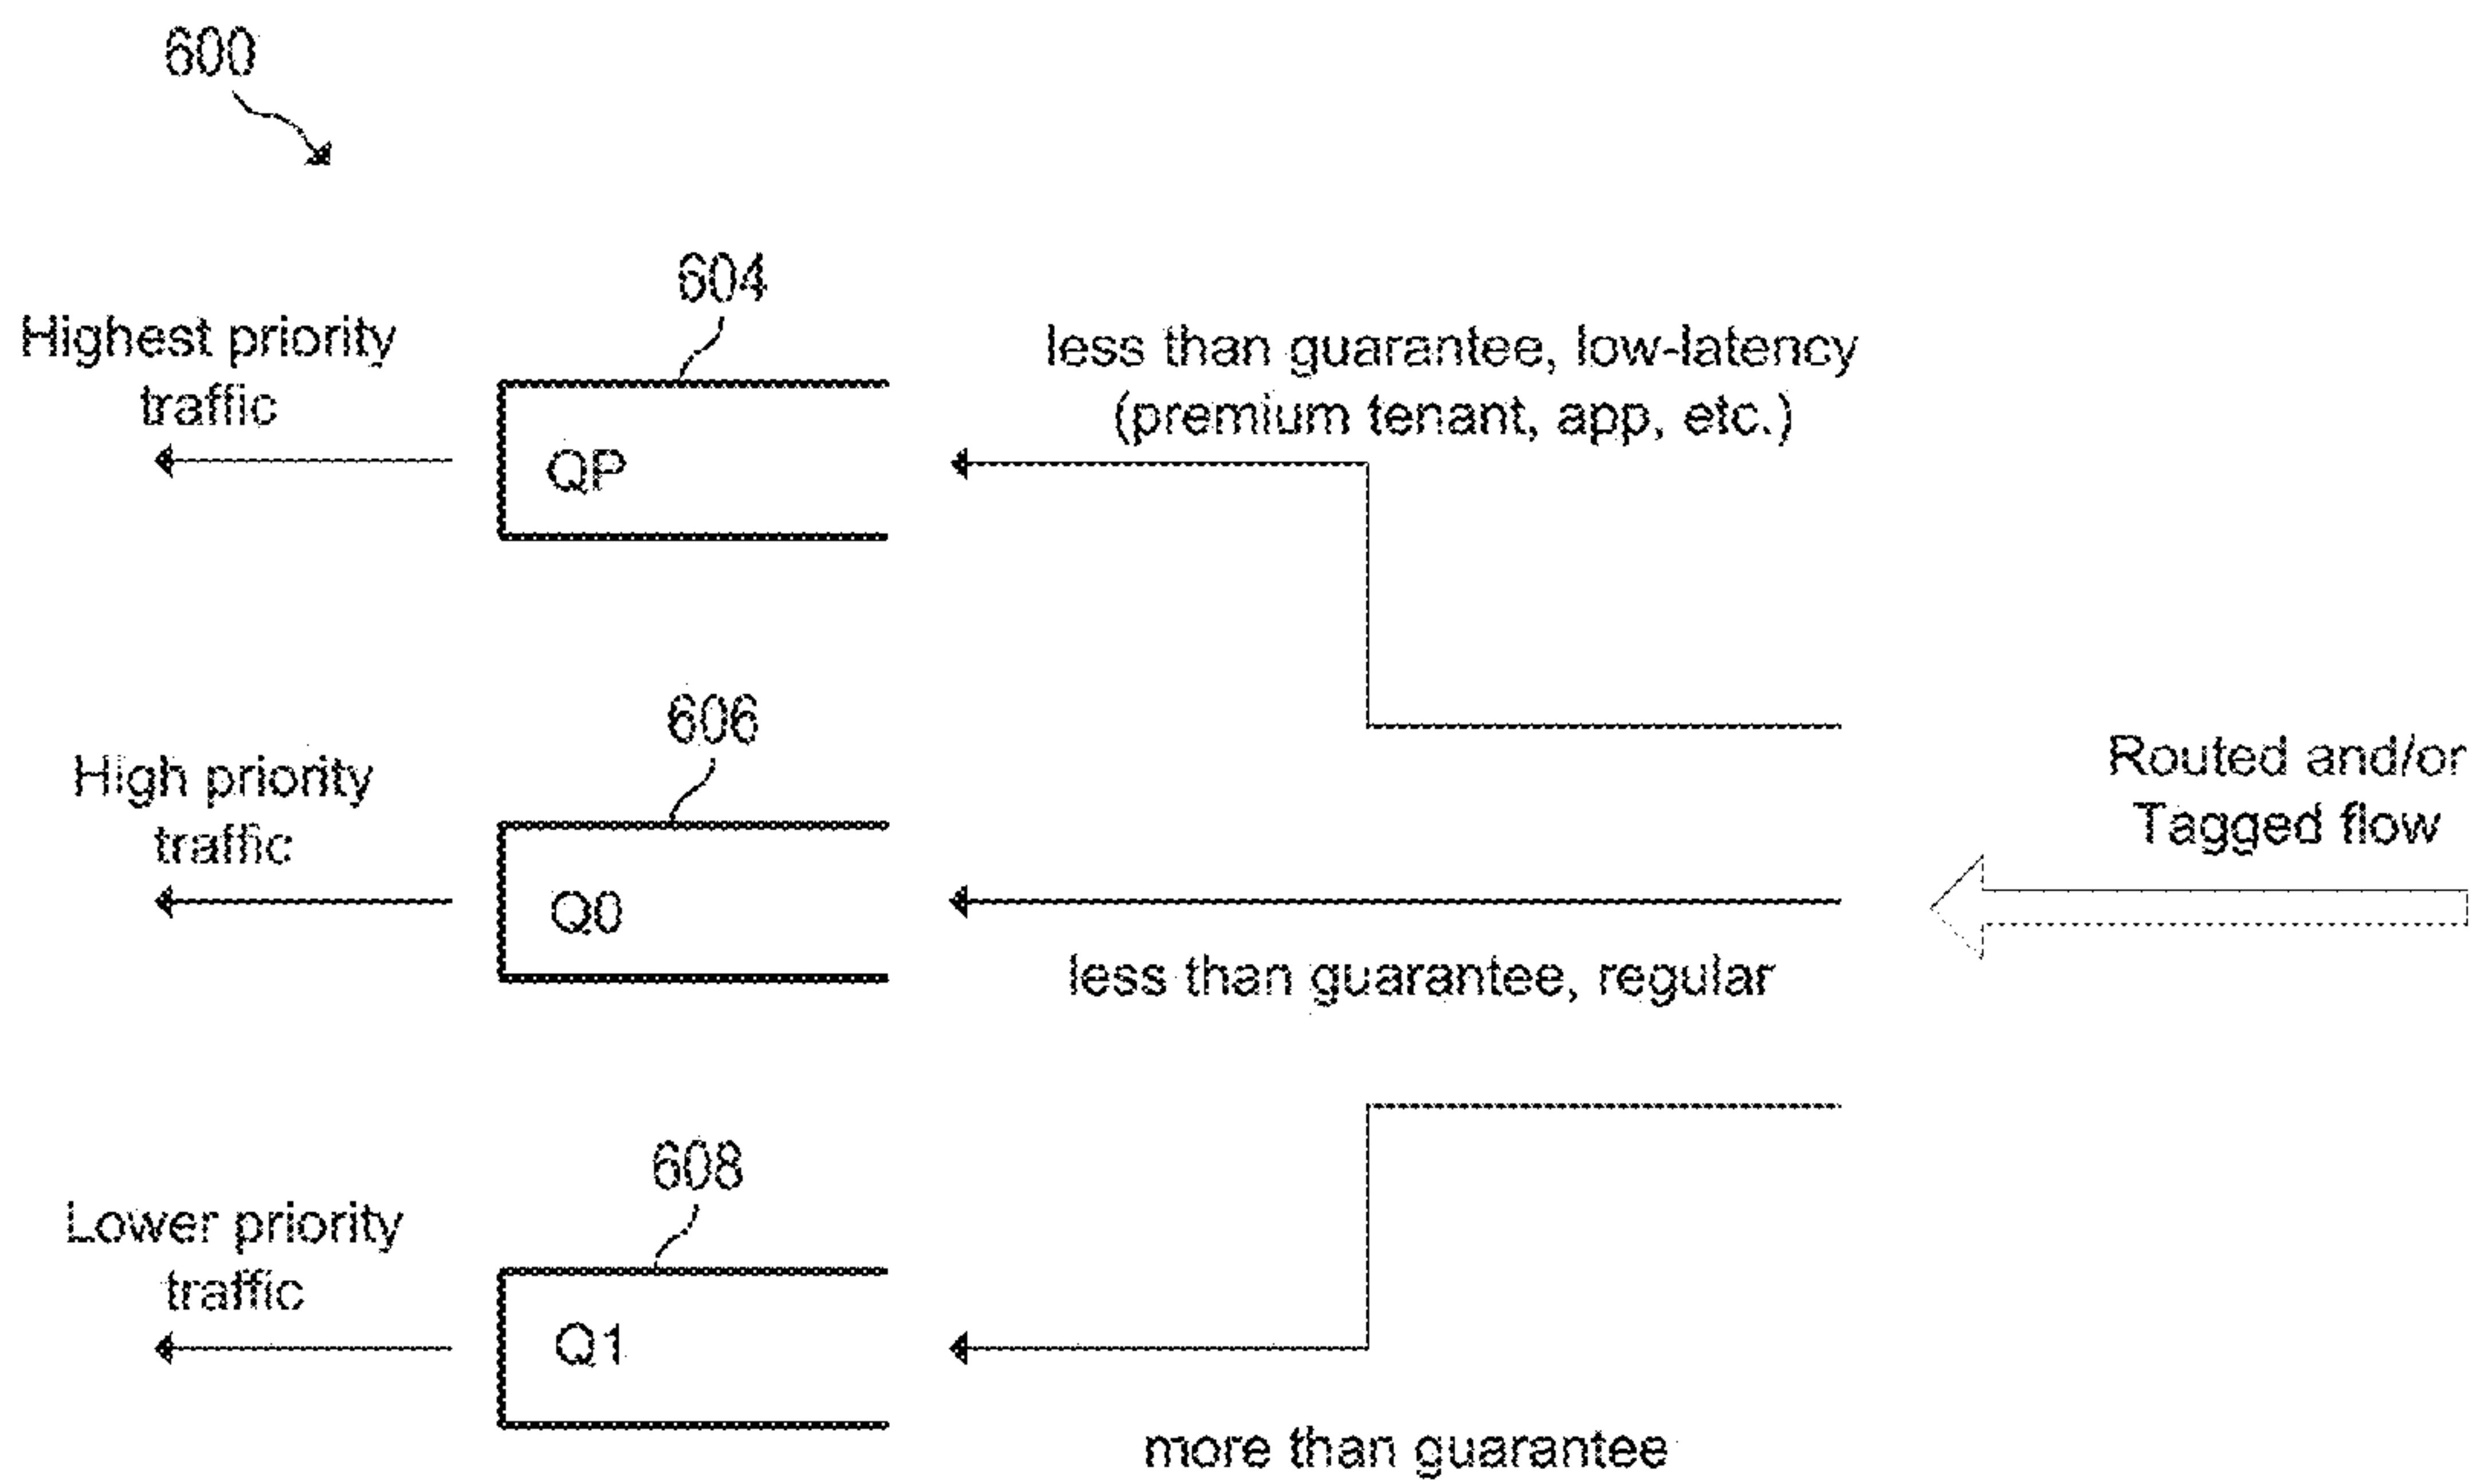 600
604
Highest priority
traffic
less than guarantee, low-latency
(premium tenant, app, etc.)
QP
606
High priority
traffic
Routed and/or
Tagged flow
Q0
less than guarantee, regular
608
Lower priority
traffic
Q1
more than guarantee